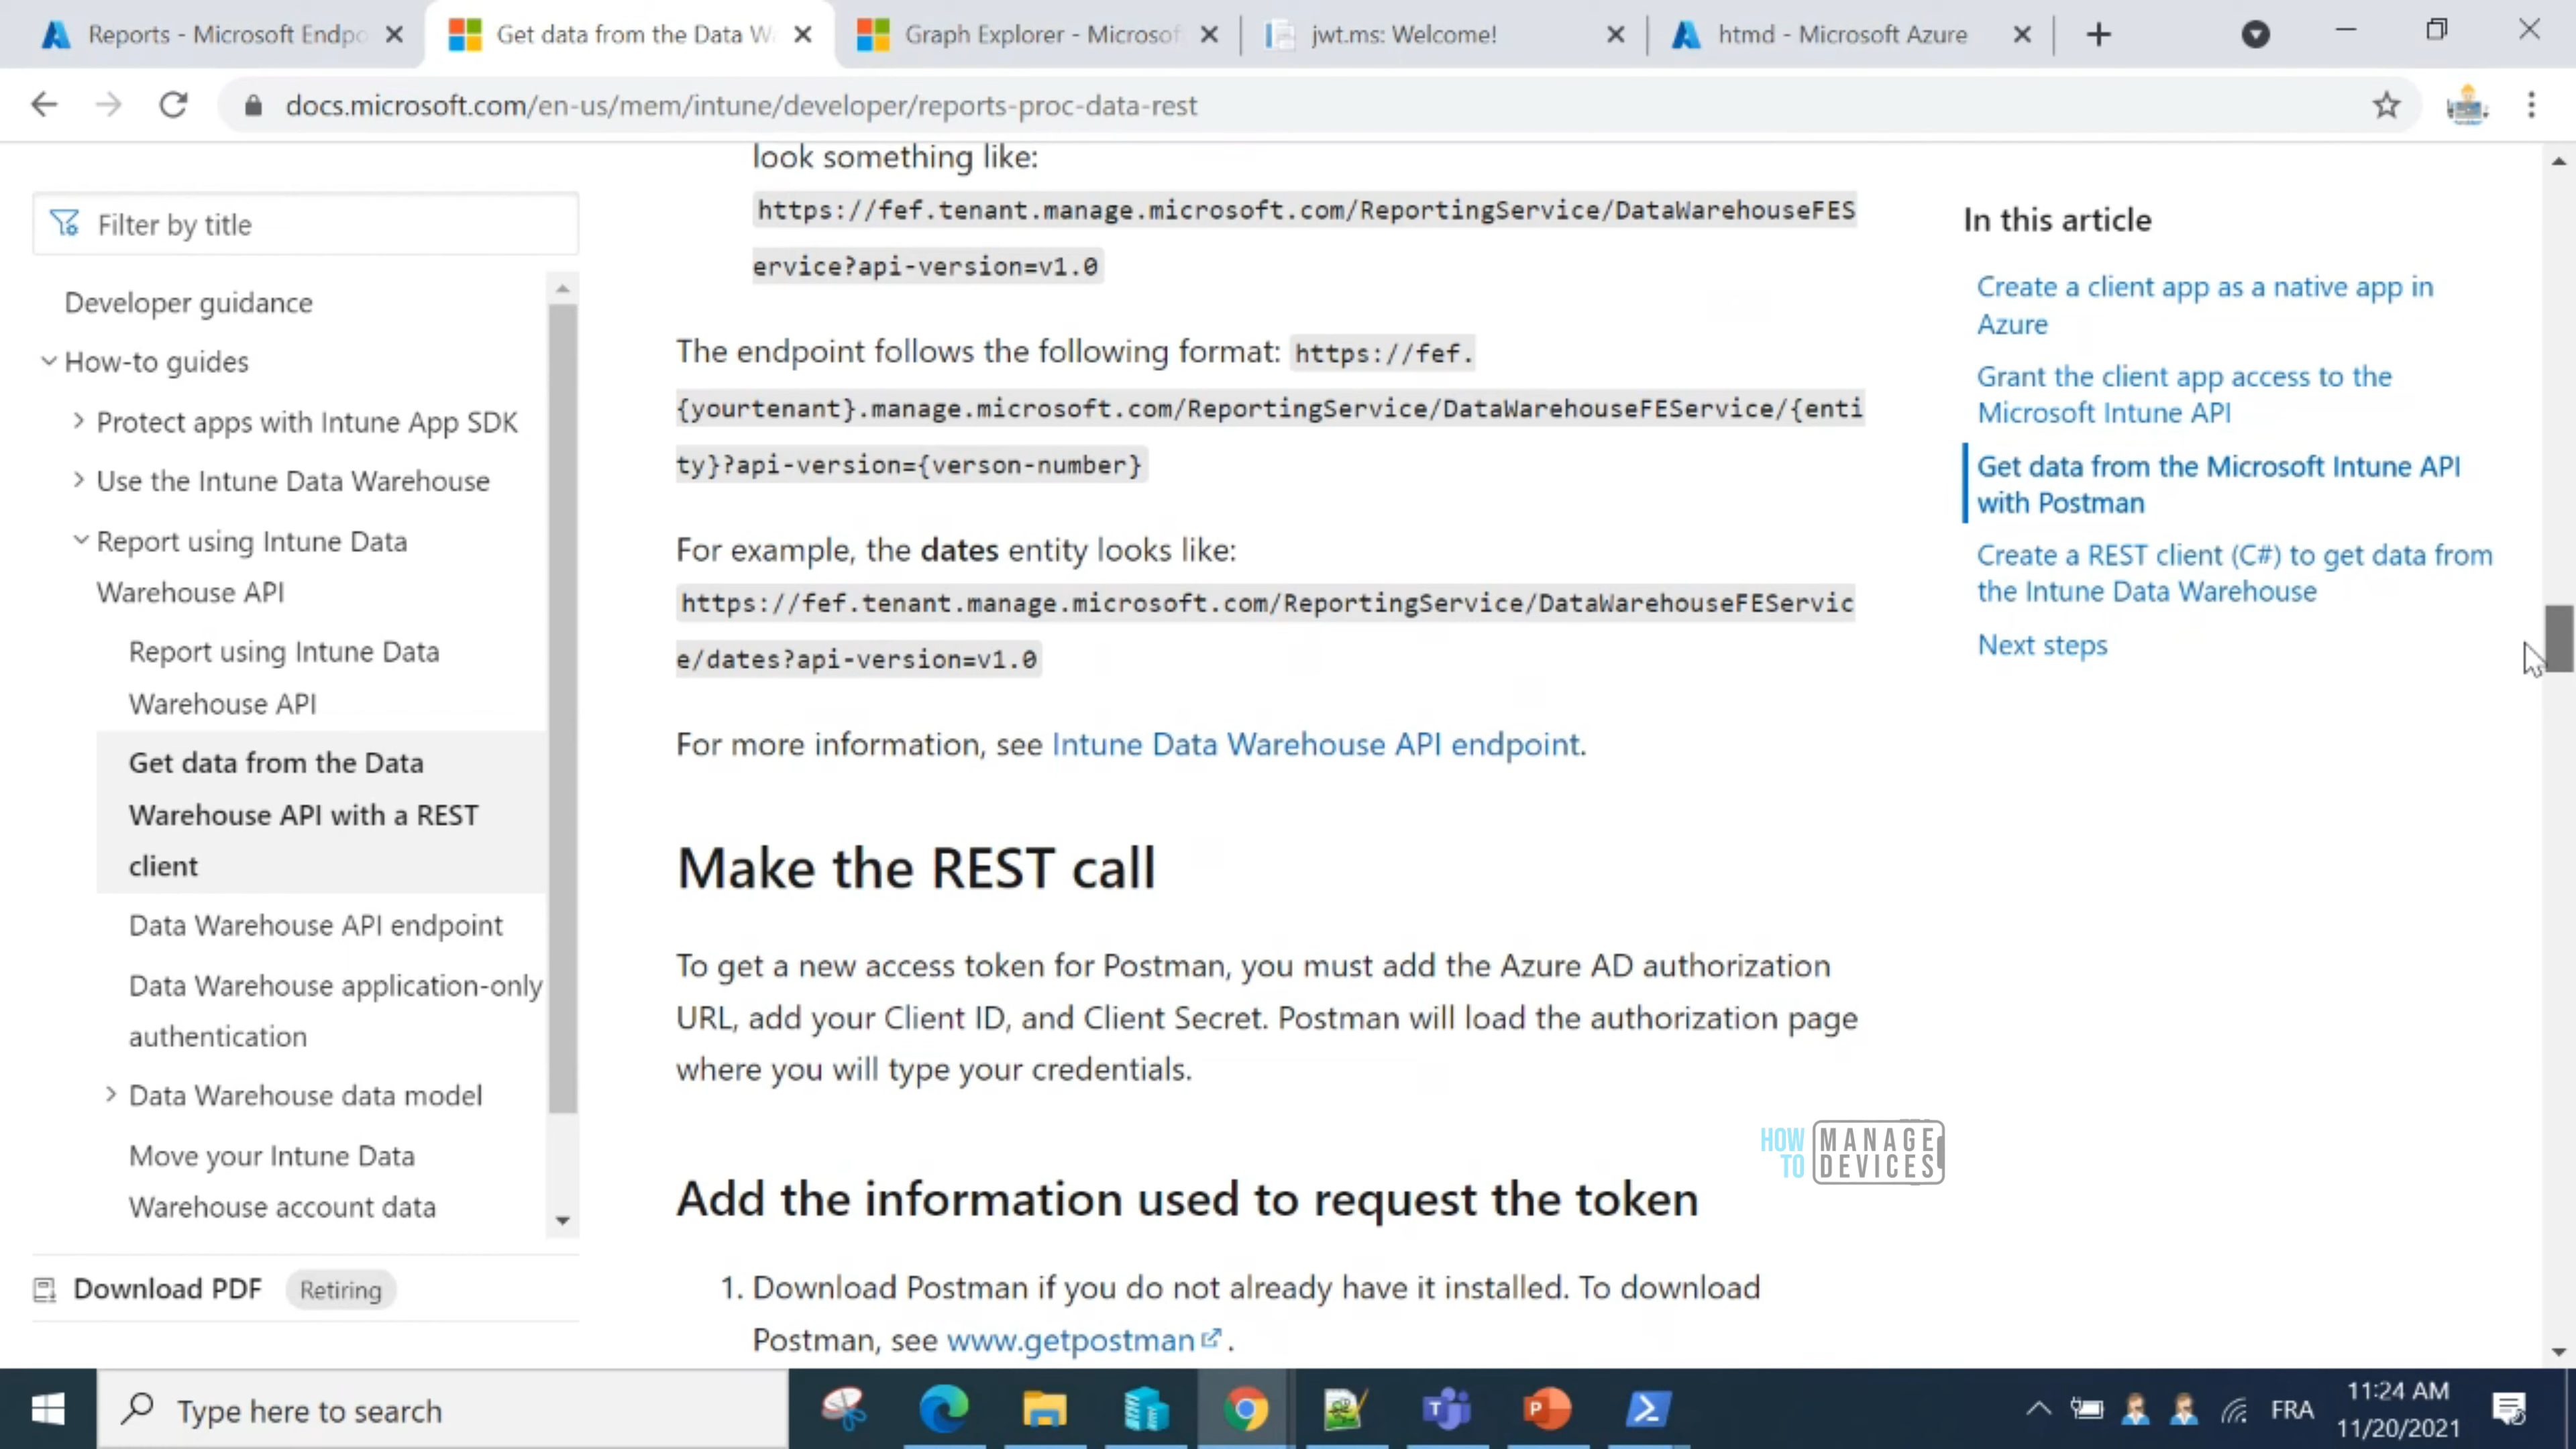 Reports - Microsoft Endpo
Get data from the Data W
Graph Explorer - Microsof
jwt.ms: Welcome!
htmd - Microsoft Azure
docs.microsoft.com/en-us/mem/intune/developer/reports-proc-data-rest
Filter by title
Developer guidance
How-to guides
Protect apps with Intune App SDK
Use the Intune Data Warehouse
Report using Intune Data
Warehouse API
Report using Intune Data
Warehouse API
Get data from the Data
Warehouse API with a REST
client
Data Warehouse API endpoint
Data Warehouse application-only
authentication
Data Warehouse data model
Move your Intune Data
Warehouse account data
Download PDF
Retiring
look something like:
https://fef.tenant.manage.microsoft.com/ReportingService/DataWarehouseFES
ervice?api-version=v1.0
The endpoint follows the following format: https://fef.
{yourtenant}.manage.microsoft.com/ReportingService/DataWarehouseFEService/{enti
ty}?api-version={verson-number}
For example, the dates entity looks like:
https://fef.tenant.manage.microsoft.com/ReportingService/DataWarehouseFEServic
e/dates?api-version=v1.0
For more information, see Intune Data Warehouse API endpoint.
Make the REST call
To get a new access token for Postman, you must add the Azure AD authorization
URL, add your Client ID, and Client Secret. Postman will load the authorization page
where you will type your credentials.
Add the information used to request the token
1. Download Postman if you do not already have it installed. To download
Postman, see www.getpostman.
In this article
Create a client app as a native app in
Azure
Grant the client app access to the
Microsoft Intune API
Get data from the Microsoft Intune API
with Postman
Create a REST client (C#) to get data from
the Intune Data Warehouse
Next steps
HOW MANAGE
TO DEVICES
Type here to search
FRA
11:24 AM
11/20/2021